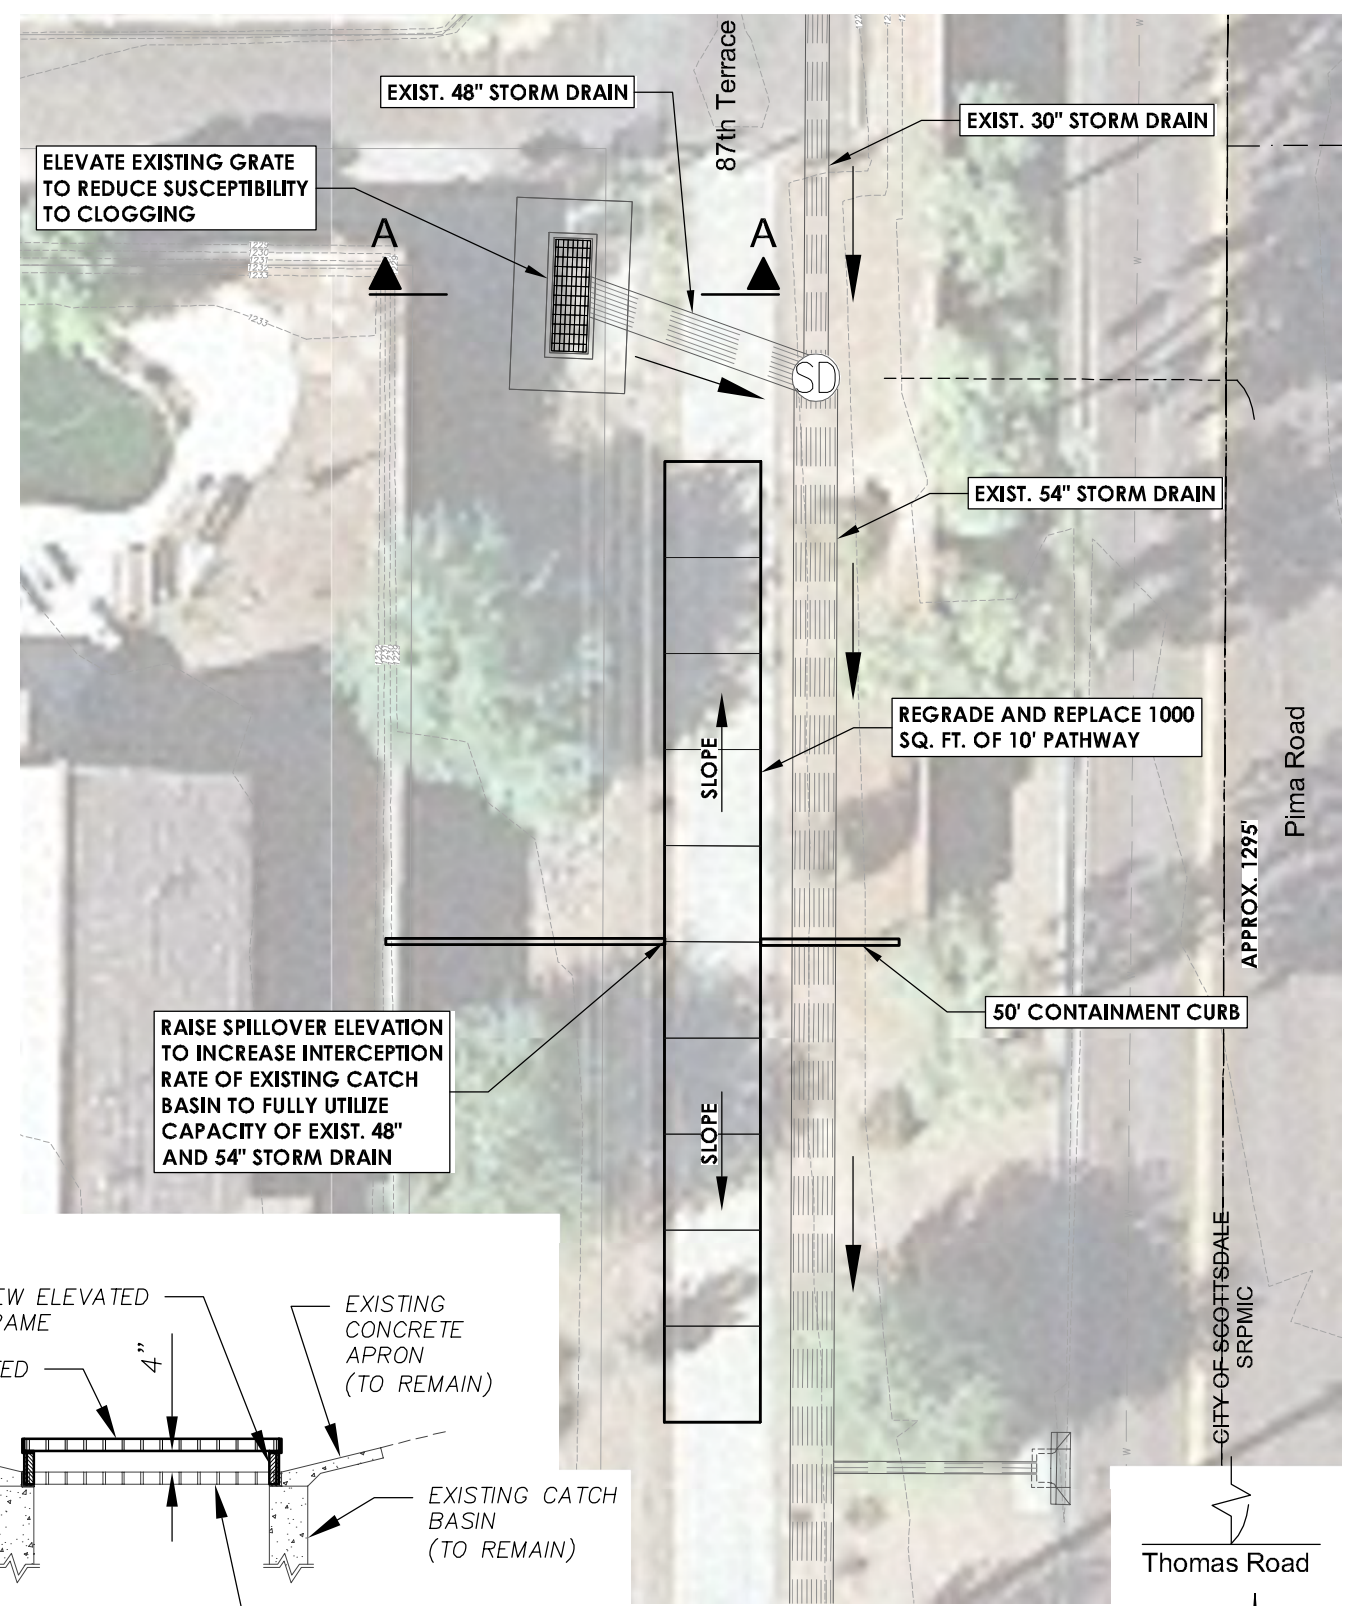 87th Terrace
EXIST. 48" STORM DRAIN
EXIST. 30" STORM DRAIN
ELEVATE EXISTING GRATE
TO REDUCE SUSCEPTIBILITY
TO CLOGGING
A
A
1233
SD
EXIST. 54" STORM DRAIN
REGRADE AND REPLACE 1000
SQ. FT. OF 10' PATHWAY
SLOPE
Pima Road
APPROX. 1295'
50' CONTAINMENT CURB
RAISE SPILLOVER ELEVATION
TO INCREASE INTERCEPTION
RATE OF EXISTING CATCH
BASIN TO FULLY UTILIZE
CAPACITY OF EXIST. 48"
AND 54" STORM DRAIN
SLOPE
CITY OF SCOTTSDALE
SRPMIC
EW ELEVATED
RAME
TED
4"
EXISTING
CONCRETE
APRON
(TO REMAIN)
EXISTING CATCH
BASIN
(TO REMAIN)
Thomas Road